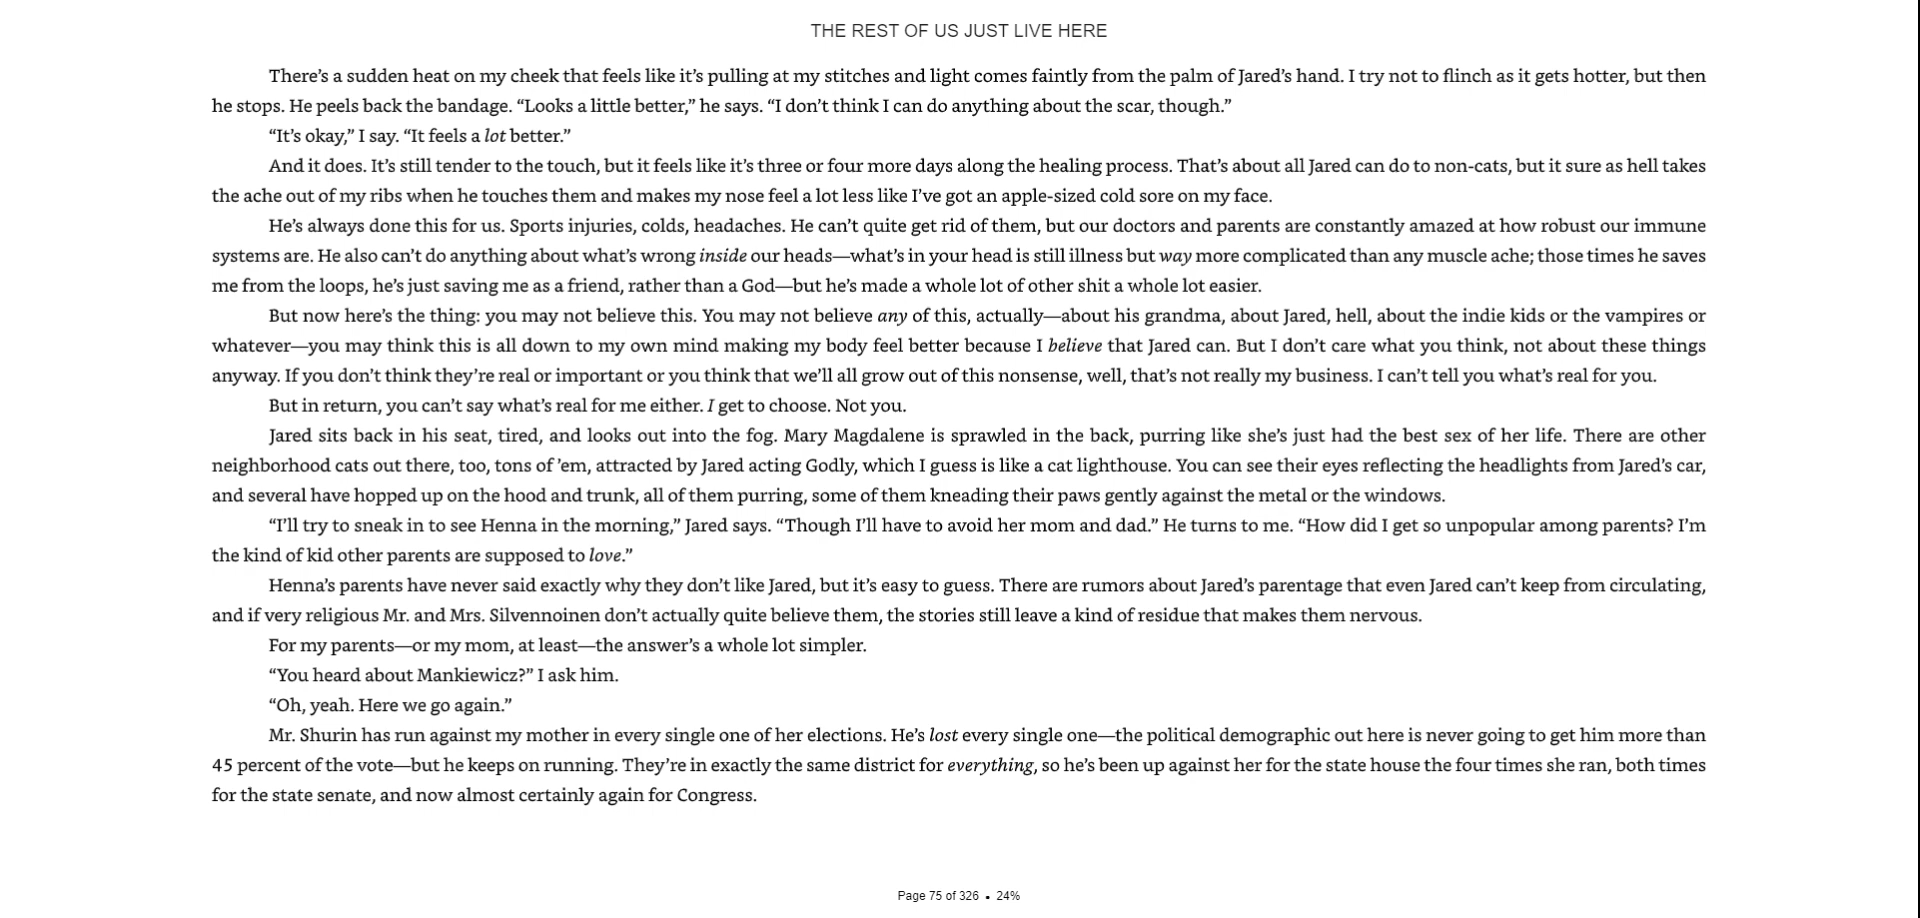 THE REST OF US JUST LIVE HERE
There’s a sudden heat on my cheek that feels like it’s pulling at my stitches and light comes faintly from the palm of Jared’s hand. I try not to flinch as it gets hotter, but then
he stops. He peels back the bandage. “Looks a little better,” he says. “I don’t think I can do anything about the scar, though.”
“It’s okay,” I say. “It feels a lot better.”
And it does. It’s still tender to the touch, but it feels like it’s three or four more days along the healing process. That’s about all Jared can do to non-cats, but it sure as hell takes
the ache out of my ribs when he touches them and makes my nose feel a lot less like I’ve got an apple-sized cold sore on my face.
He’s always done this for us. Sports injuries, colds, headaches. He can’t quite get rid of them, but our doctors and parents are constantly amazed at how robust our immune
systems are. He also can’t do anything about what’s wrong inside our heads—what’s in your head is still illness but way more complicated than any muscle ache; those times he saves
me from the loops, he’s just saving me as a friend, rather than a God—but he’s made a whole lot of other shit a whole lot easier.
But now here’s the thing: you may not believe this. You may not believe any of this, actually—about his grandma, about Jared, hell, about the indie kids or the vampires or
whatever—you may think this is all down to my own mind making my body feel better because I believe that Jared can. But I don’t care what you think, not about these things
anyway. If you don’t think they’re real or important or you think that we’ll all grow out of this nonsense, well, that’s not really my business. I can’t tell you what’s real for you.
But in return, you can’t say what’s real for me either. I get to choose. Not you.
Jared sits back in his seat, tired, and looks out into the fog. Mary Magdalene is sprawled in the back, purring like she’s just had the best sex of her life. There are other
neighborhood cats out there, too, tons of ’em, attracted by Jared acting Godly, which I guess is like a cat lighthouse. You can see their eyes reflecting the headlights from Jared’s car,
and several have hopped up on the hood and trunk, all of them purring, some of them kneading their paws gently against the metal or the windows.
“I’ll try to sneak in to see Henna in the morning,” Jared says. “Though I’ll have to avoid her mom and dad.” He turns to me. “How did I get so unpopular among parents? I’m
the kind of kid other parents are supposed to love.”
Henna’s parents have never said exactly why they don’t like Jared, but it’s easy to guess. There are rumors about Jared’s parentage that even Jared can’t keep from circulating,
and if very religious Mr. and Mrs. Silvennoinen don’t actually quite believe them, the stories still leave a kind of residue that makes them nervous.
For my parents—or my mom, at least—the answer’s a whole lot simpler.
“You heard about Mankiewicz?” I ask him.
“Oh, yeah. Here we go again.”
Mr. Shurin has run against my mother in every single one of her elections. He’s lost every single one—the political demographic out here is never going to get him more than
45 percent of the vote—but he keeps on running. They’re in exactly the same district for everything, so he’s been up against her for the state house the four times she ran, both times
for the state senate, and now almost certainly again for Congress.
Page 75 of 326 • 24%